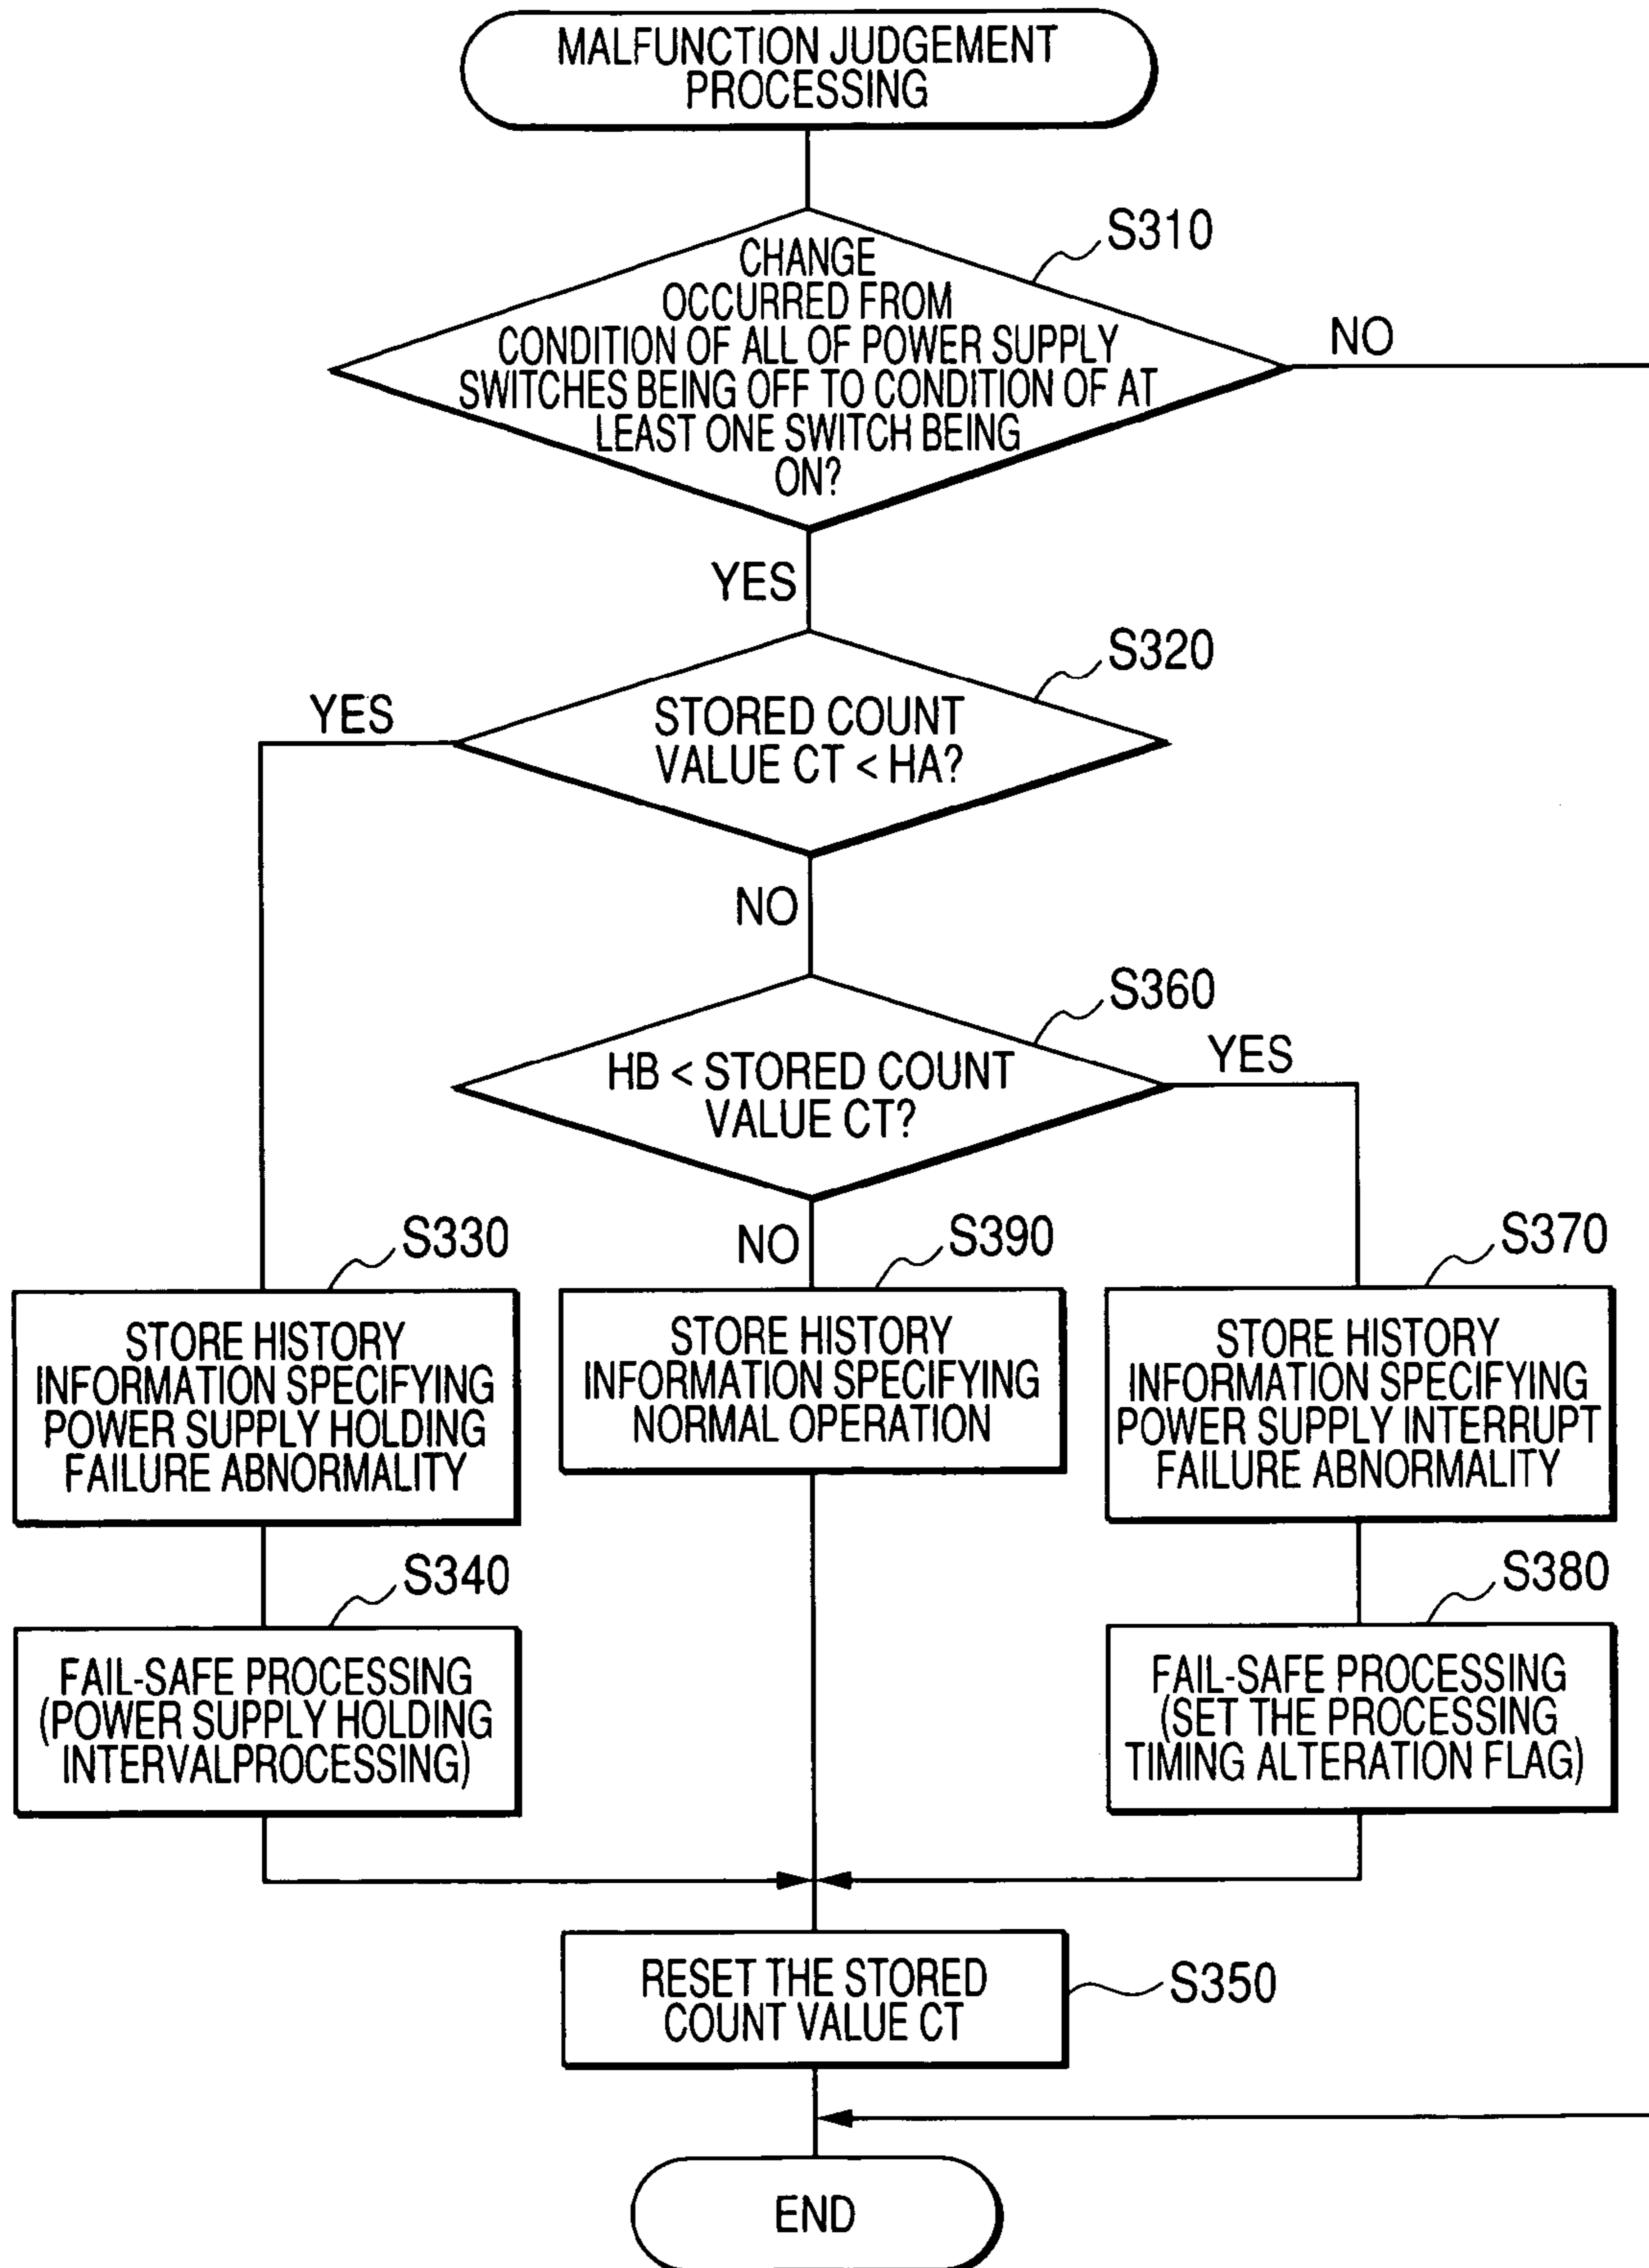 MALFUNCTION JUDGEMENT
PROCESSING
S310
CHANGE
OCCURRED FROM
CONDITION OF ALL OF POWER SUPPLY
SWITCHES BEING OFF TO CONDITION OF AT
LEAST ONE SWITCH BEING
ON?
NO
YES
S320
STORED COUNT
VALUE CT < HA?
YES
NO
S360
HB < STORED COUNT
VALUE CT?
YES
NO
S330
STORE HISTORY
INFORMATION SPECIFYING
POWER SUPPLY HOLDING
FAILURE ABNORMALITY
S390
STORE HISTORY
INFORMATION SPECIFYING
NORMAL OPERATION
S370
STORE HISTORY
INFORMATION SPECIFYING
POWER SUPPLY INTERRUPT
FAILURE ABNORMALITY
S340
FAIL-SAFE PROCESSING
(POWER SUPPLY HOLDING
INTERVALPROCESSING)
S380
FAIL-SAFE PROCESSING
(SET THE PROCESSING
TIMING ALTERATION FLAG)
RESET THE STORED
COUNT VALUE CT
S350
END